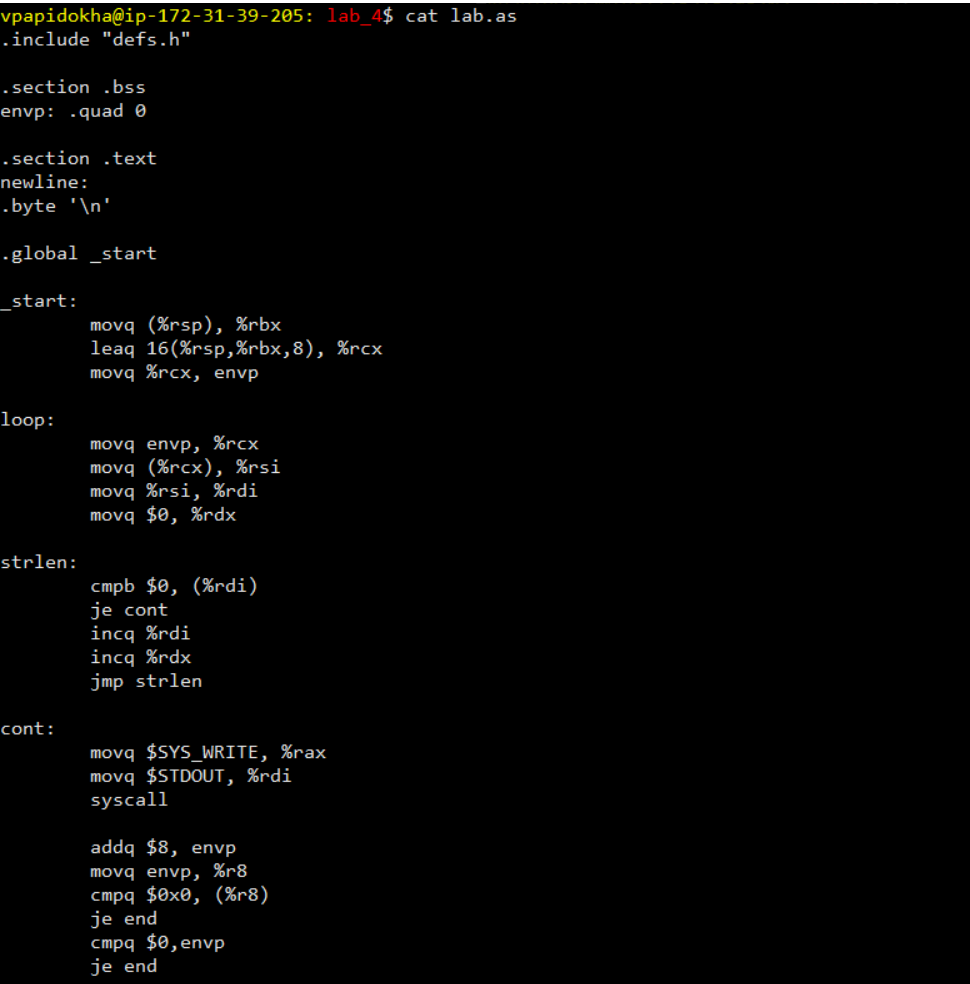 vpapidokha@ip-172-31-39-205: lab_4$ cat lab.as
.include "defs.h"

.section .bss
envp: .quad 0

.section .text
newline:
.byte '\n'

.global _start

_start:
        movq (%rsp), %rbx
        leaq 16(%rsp,%rbx,8), %rcx
        movq %rcx, envp

loop:
        movq envp, %rcx
        movq (%rcx), %rsi
        movq %rsi, %rdi
        movq $0, %rdx

strlen:
        cmpb $0, (%rdi)
        je cont
        incq %rdi
        incq %rdx
        jmp strlen

cont:
        movq $SYS_WRITE, %rax
        movq $STDOUT, %rdi
        syscall

        addq $8, envp
        movq envp, %r8
        cmpq $0x0, (%r8)
        je end
        cmpq $0,envp
        je end